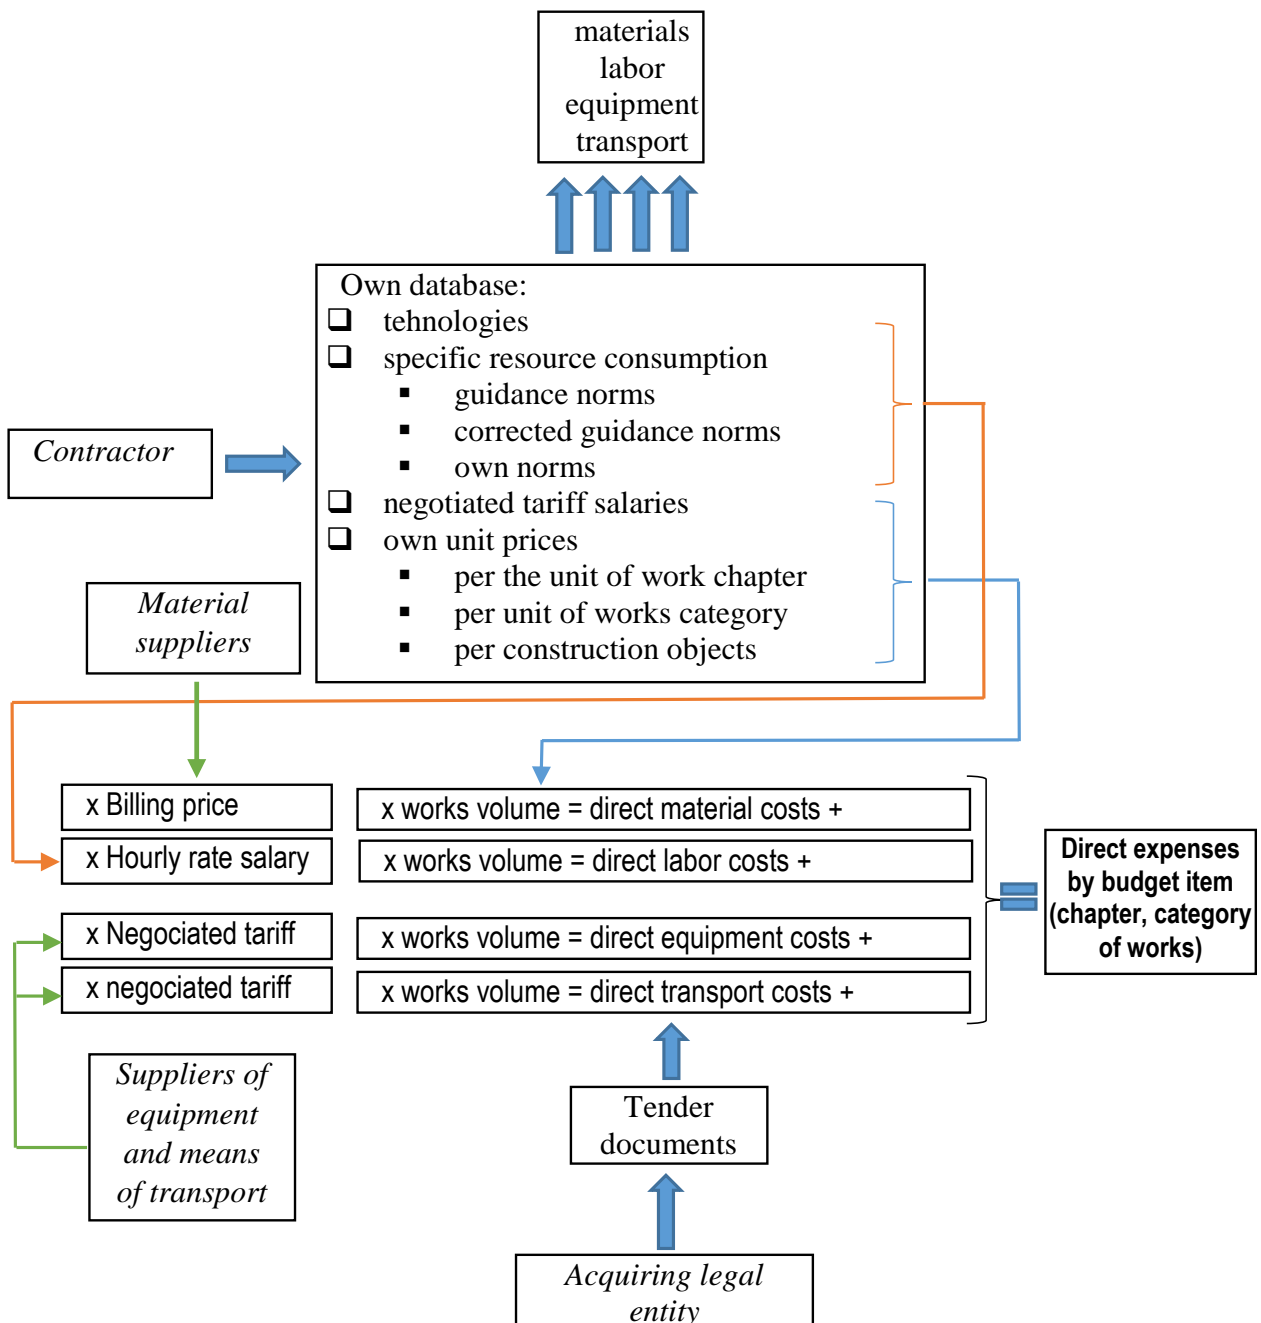 materials
labor
equipment
transport
Own database:
❑ tehnologies
❑ specific resource consumption
▪ guidance norms
▪ corrected guidance norms
▪ own norms
❑ negotiated tariff salaries
❑ own unit prices
▪ per the unit of work chapter
▪ per unit of works category
▪ per construction objects
Contractor
Material
suppliers
x Billing price
x works volume = direct material costs +
x Hourly rate salary
x works volume = direct labor costs +
x Negociated tariff
x works volume = direct equipment costs +
x negociated tariff
x works volume = direct transport costs +
Direct expenses
by budget item
(chapter, category
of works)
Suppliers of
equipment
and means
of transport
Tender
documents
Acquiring legal
entity